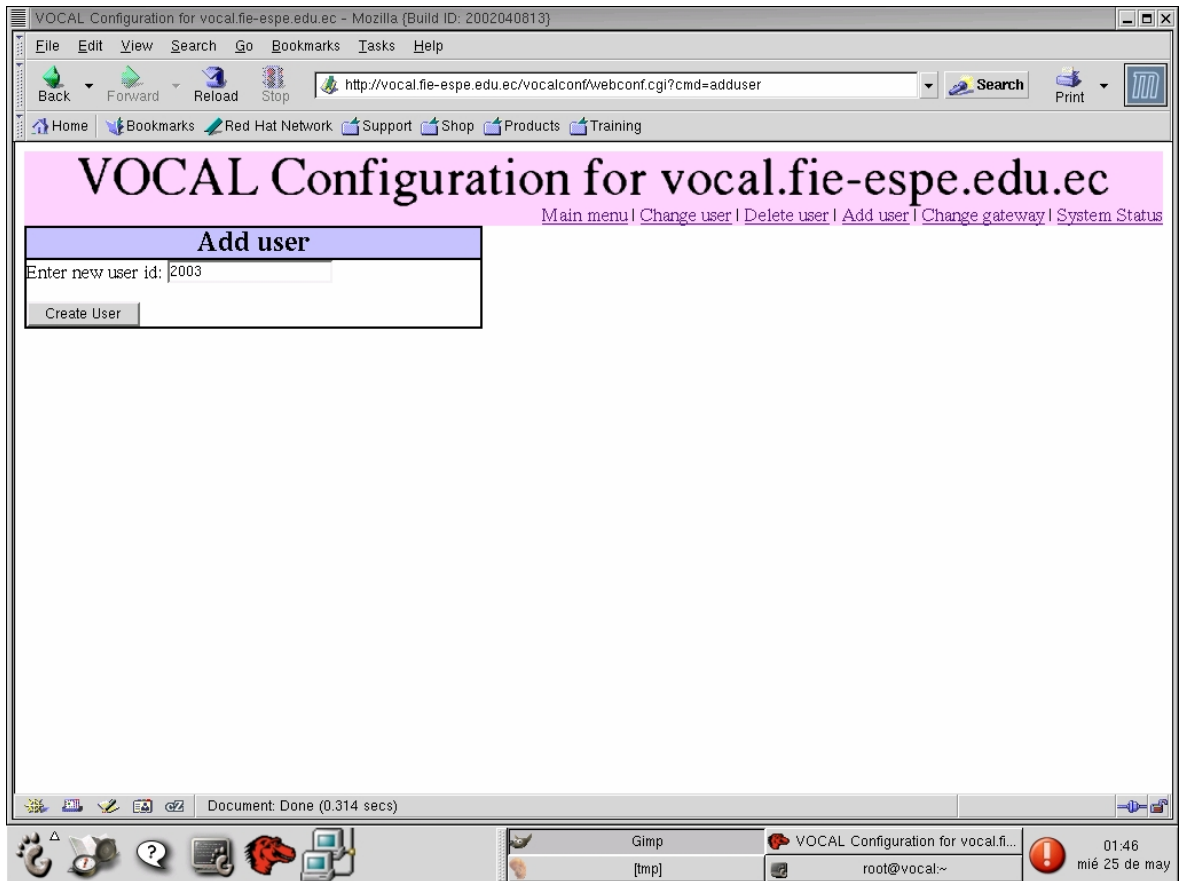 VOCAL Configuration for vocal.fie-espe.edu.ec - Mozilla {Build ID: 2002040813}
File Edit View Search Go Bookmarks Tasks Help
Back Forward Reload Stop http://vocal.fie-espe.edu.ec/vocalconf/webconf.cgi?cmd=adduser Search Print
Home Bookmarks Red Hat Network Support Shop Products Training
VOCAL Configuration for vocal.fie-espe.edu.ec
Main menu | Change user | Delete user | Add user | Change gateway | System Status
Add user
Enter new user id: 2003
Create User
Document: Done (0.314 secs)
Gimp VOCAL Configuration for vocal.fi... 01:46
[tmp] root@vocal:~ mié 25 de may